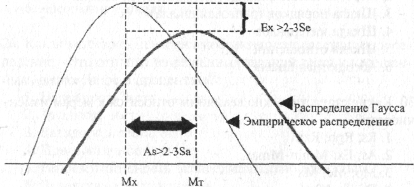 Ex >2-3Se
Распределение Гаусса
Эмпирическое распределение
As>2-3Sa
Mx
Mт